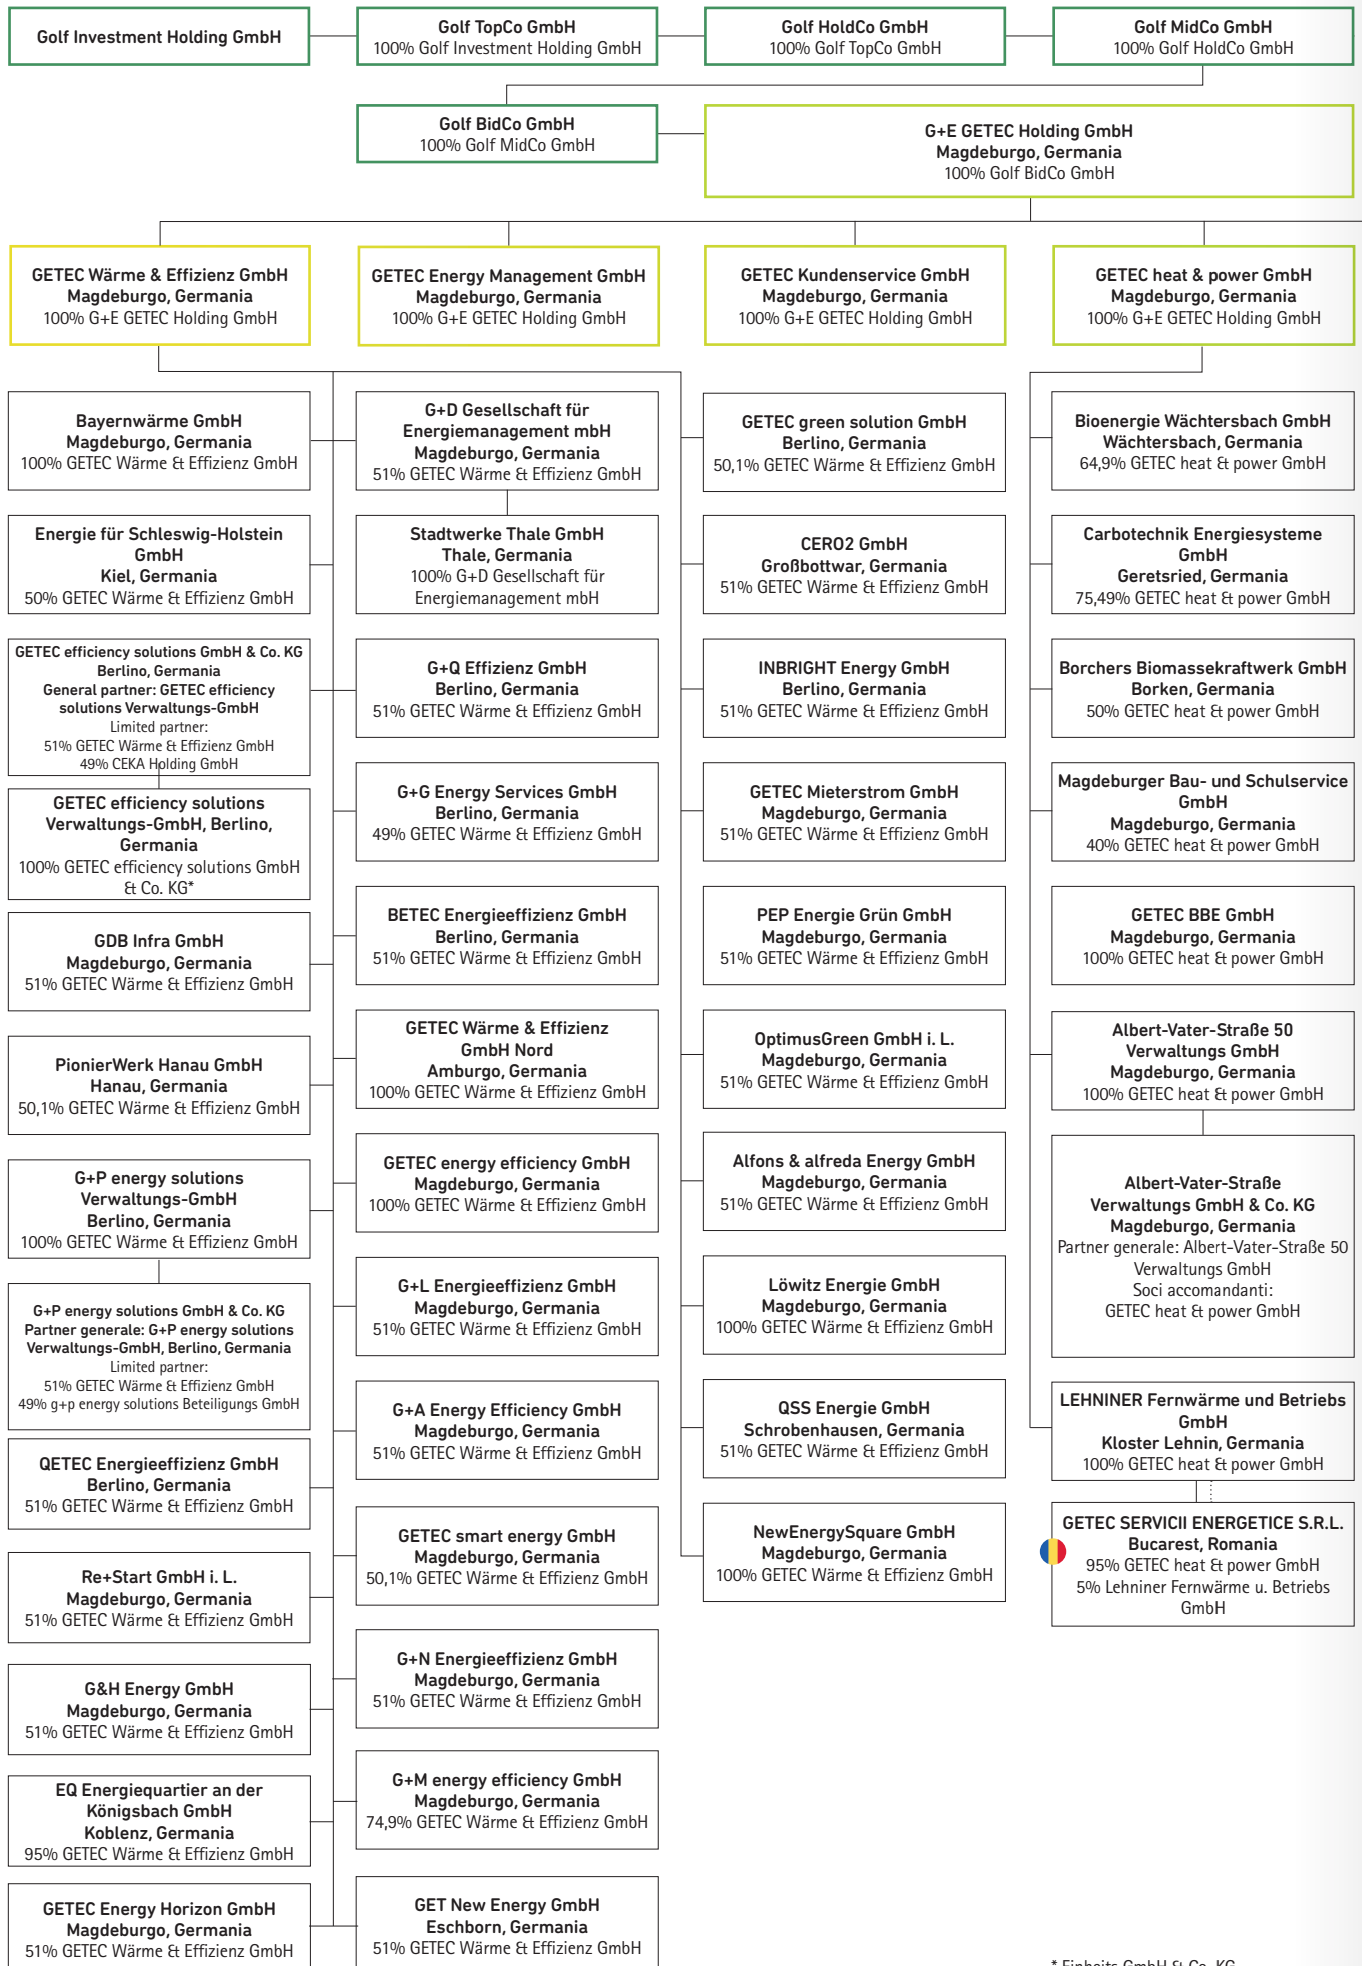 Golf Investment Holding GmbH
Golf TopCo GmbH
100% Golf Investment Holding GmbH
Golf HoldCo GmbH
100% Golf TopCo GmbH
Golf MidCo GmbH
100% Golf HoldCo GmbH
Golf BidCo GmbH
100% Golf MidCo GmbH
G+E GETEC Holding GmbH
Magdeburgo, Germania
100% Golf BidCo GmbH
GETEC Wärme & Effizienz GmbH
Magdeburgo, Germania
100% G+E GETEC Holding GmbH
GETEC Energy Management GmbH
Magdeburgo, Germania
100% G+E GETEC Holding GmbH
GETEC Kundenservice GmbH
Magdeburgo, Germania
100% G+E GETEC Holding GmbH
GETEC heat & power GmbH
Magdeburgo, Germania
100% G+E GETEC Holding GmbH
Bayernwärme GmbH
Magdeburgo, Germania
100% GETEC Wärme & Effizienz GmbH
Energie für Schleswig-Holstein
GmbH
Kiel, Germania
50% GETEC Wärme & Effizienz GmbH
GETEC efficiency solutions GmbH & Co. KG
Berlino, Germania
General partner: GETEC efficiency
solutions Verwaltungs-GmbH
Limited partner:
51% GETEC Wärme & Effizienz GmbH
49% CEKA Holding GmbH
GETEC efficiency solutions
Verwaltungs-GmbH, Berlino,
Germania
100% GETEC efficiency solutions GmbH
& Co. KG*
GDB Infra GmbH
Magdeburgo, Germania
51% GETEC Wärme & Effizienz GmbH
PionierWerk Hanau GmbH
Hanau, Germania
50,1% GETEC Wärme & Effizienz GmbH
G+P energy solutions
Verwaltungs-GmbH
Berlino, Germania
100% GETEC Wärme & Effizienz GmbH
G+P energy solutions GmbH & Co. KG
Partner generale: G+P energy solutions
Verwaltungs-GmbH, Berlino, Germania
Limited partner:
51% GETEC Wärme & Effizienz GmbH
49% g+p energy solutions Beteiligungs GmbH
QETEC Energieeffizienz GmbH
Berlino, Germania
51% GETEC Wärme & Effizienz GmbH
Re+Start GmbH i. L.
Magdeburgo, Germania
51% GETEC Wärme & Effizienz GmbH
G&H Energy GmbH
Magdeburgo, Germania
51% GETEC Wärme & Effizienz GmbH
EQ Energiequartier an der
Königsbach GmbH
Koblenz, Germania
95% GETEC Wärme & Effizienz GmbH
GETEC Energy Horizon GmbH
Magdeburgo, Germania
51% GETEC Wärme & Effizienz GmbH
G+D Gesellschaft für
Energiemanagement mbH
Magdeburgo, Germania
51% GETEC Wärme & Effizienz GmbH
Stadtwerke Thale GmbH
Thale, Germania
100% G+D Gesellschaft für
Energiemanagement mbH
G+Q Effizienz GmbH
Berlino, Germania
51% GETEC Wärme & Effizienz GmbH
G+G Energy Services GmbH
Berlino, Germania
49% GETEC Wärme & Effizienz GmbH
BETEC Energieeffizienz GmbH
Berlino, Germania
51% GETEC Wärme & Effizienz GmbH
GETEC Wärme & Effizienz
GmbH Nord
Amburgo, Germania
100% GETEC Wärme & Effizienz GmbH
GETEC energy efficiency GmbH
Magdeburgo, Germania
100% GETEC Wärme & Effizienz GmbH
G+L Energieeffizienz GmbH
Magdeburgo, Germania
51% GETEC Wärme & Effizienz GmbH
G+A Energy Efficiency GmbH
Magdeburgo, Germania
51% GETEC Wärme & Effizienz GmbH
GETEC smart energy GmbH
Magdeburgo, Germania
50,1% GETEC Wärme & Effizienz GmbH
G+N Energieeffizienz GmbH
Magdeburgo, Germania
51% GETEC Wärme & Effizienz GmbH
G+M energy efficiency GmbH
Magdeburgo, Germania
74,9% GETEC Wärme & Effizienz GmbH
GET New Energy GmbH
Eschborn, Germania
51% GETEC Wärme & Effizienz GmbH
GETEC green solution GmbH
Berlino, Germania
50,1% GETEC Wärme & Effizienz GmbH
CERO2 GmbH
Großbottwar, Germania
51% GETEC Wärme & Effizienz GmbH
INBRIGHT Energy GmbH
Berlino, Germania
51% GETEC Wärme & Effizienz GmbH
GETEC Mieterstrom GmbH
Magdeburgo, Germania
51% GETEC Wärme & Effizienz GmbH
PEP Energie Grün GmbH
Magdeburgo, Germania
51% GETEC Wärme & Effizienz GmbH
OptimusGreen GmbH i. L.
Magdeburgo, Germania
51% GETEC Wärme & Effizienz GmbH
Alfons & alfreda Energy GmbH
Magdeburgo, Germania
51% GETEC Wärme & Effizienz GmbH
Löwitz Energie GmbH
Magdeburgo, Germania
100% GETEC Wärme & Effizienz GmbH
QSS Energie GmbH
Schrobenhausen, Germania
51% GETEC Wärme & Effizienz GmbH
NewEnergySquare GmbH
Magdeburgo, Germania
100% GETEC Wärme & Effizienz GmbH
Bioenergie Wächtersbach GmbH
Wächtersbach, Germania
64,9% GETEC heat & power GmbH
Carbotechnik Energiesysteme
GmbH
Geretsried, Germania
75,49% GETEC heat & power GmbH
Borchers Biomassekraftwerk GmbH
Borken, Germania
50% GETEC heat & power GmbH
Magdeburger Bau- und Schulservice
GmbH
Magdeburgo, Germania
40% GETEC heat & power GmbH
GETEC BBE GmbH
Magdeburgo, Germania
100% GETEC heat & power GmbH
Albert-Vater-Straße 50
Verwaltungs GmbH
Magdeburgo, Germania
100% GETEC heat & power GmbH
Albert-Vater-Straße
Verwaltungs GmbH & Co. KG
Magdeburgo, Germania
Partner generale: Albert-Vater-Straße 50
Verwaltungs GmbH
Soci accomandanti:
GETEC heat & power GmbH
LEHNINER Fernwärme und Betriebs
GmbH
Kloster Lehnin, Germania
100% GETEC heat & power GmbH
GETEC SERVICII ENERGETICE S.R.L.
Bucarest, Romania
95% GETEC heat & power GmbH
5% Lehniner Fernwärme u. Betriebs
GmbH
* Einheits GmbH & Co. KG